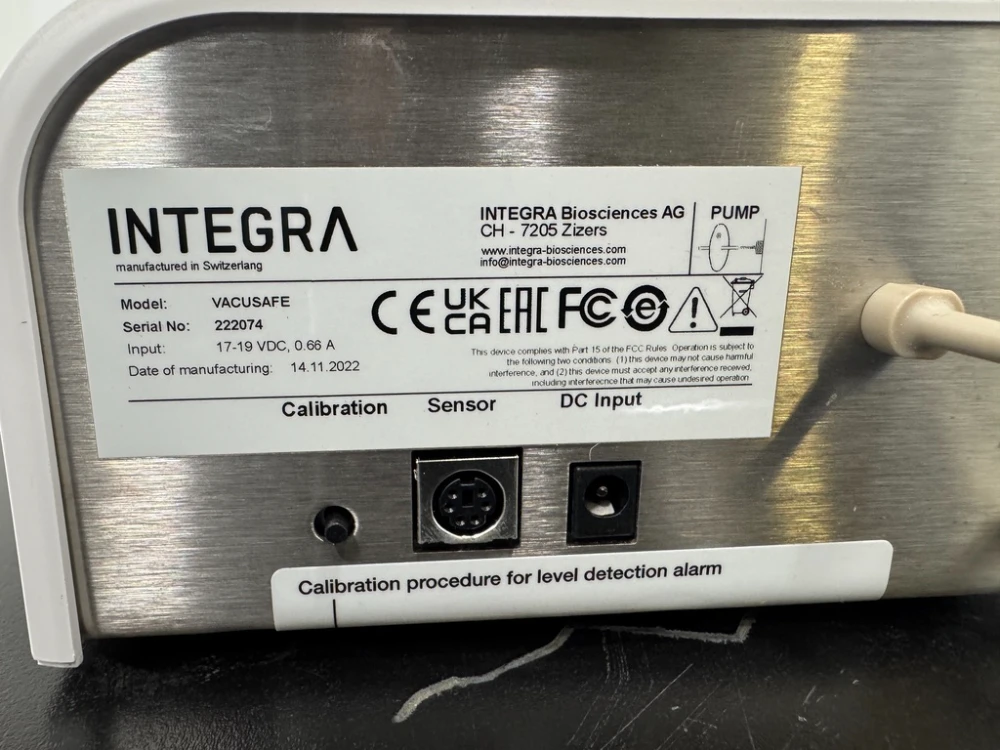 INTEGRA
manufactured in Switzerlang
INTEGRA Biosciences AG
CH - 7205 Zizers
www.integra-biosciences.com
info@integra-biosciences.com
PUMP
Model: VACUSAFE
Serial No: 222074
Input: 17-19 VDC, 0.66 A
Date of manufacturing: 14.11.2022
CE UK CA EAC FC e
This device complies with Part 15 of the FCC Rules. Operation is subject to
the following two conditions. (1) this device may not cause harmful
interference, and (2) this device must accept any interference received,
including interferecnce that may cause undesired operation
Calibration Sensor DC Input
Calibration procedure for level detection alarm